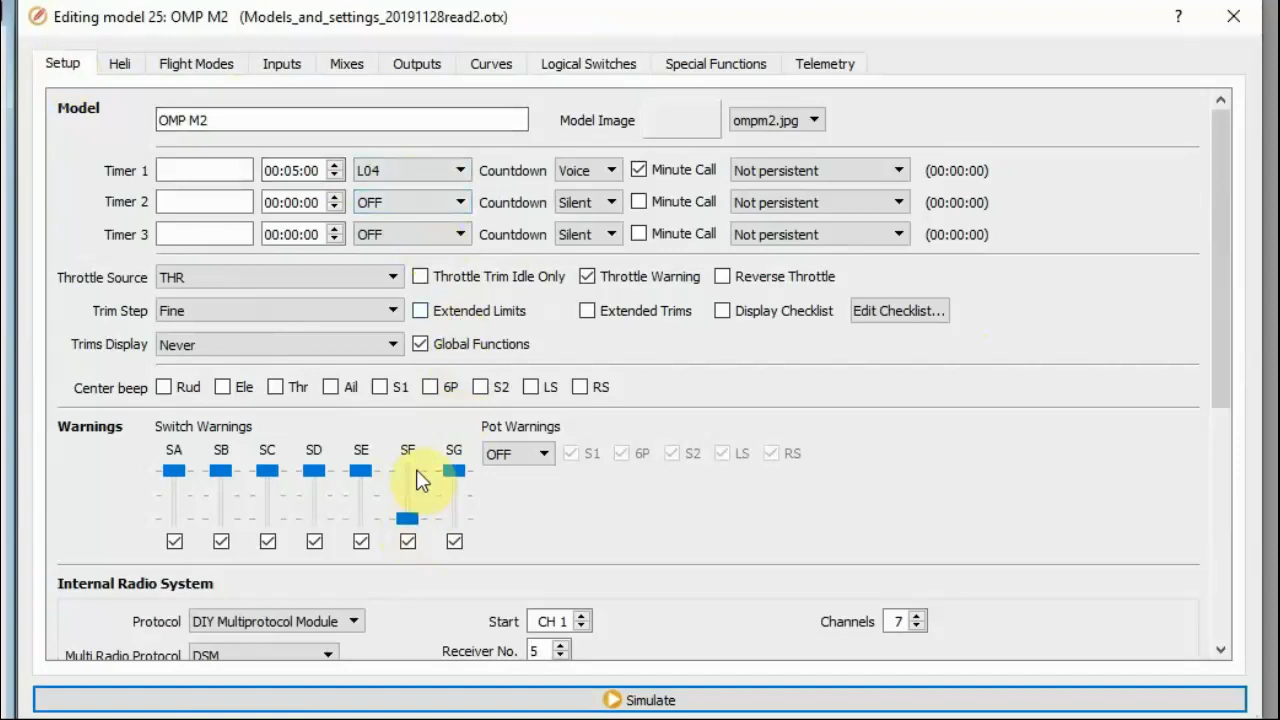 Editing model 25: OMP M2 (Models_and_settings_20191128read2.otx) ?
Setup Heli Flight Modes Inputs Mixes Outputs Curves Logical Switches Special Functions Telemetry
Model OMP M2 Model Image ompm2.jpg
Timer 1 00:05:00 L04 Countdown Voice Minute Call Not persistent (00:00:00)
Timer 2 00:00:00 OFF Countdown Silent Minute Call Not persistent (00:00:00)
Timer 3 00:00:00 OFF Countdown Silent Minute Call Not persistent (00:00:00)
Throttle Source THR Throttle Trim Idle Only Throttle Warning Reverse Throttle
Trim Step Fine Extended Limits Extended Trims Display Checklist Edit Checklist...
Trims Display Never Global Functions
Center beep Rud Ele Thr Ail S1 6P S2 LS RS
Warnings Switch Warnings Pot Warnings
SA SB SC SD SE SF SG OFF S1 6P S2 LS RS
Internal Radio System
Protocol DIY Multiprotocol Module Start CH 1 Channels 7
Multi Radio Protocol DSM Receiver No. 5
Simulate